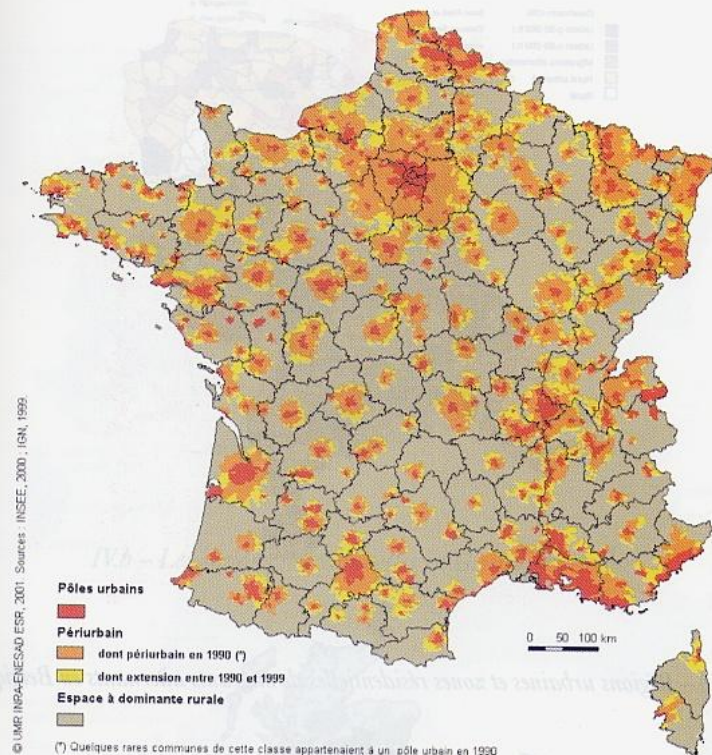 Pôles urbains
Périurbain
dont périurbain en 1990 (*)
dont extension entre 1990 et 1999
Espace à dominante rurale
0 50 100 km
(*) Quelques rares communes de cette classe appartenaient à un pôle urbain en 1990
© UMR INRA-ENESAD ESR, 2001. Sources : INSEE, 2000 ; IGN, 1999.